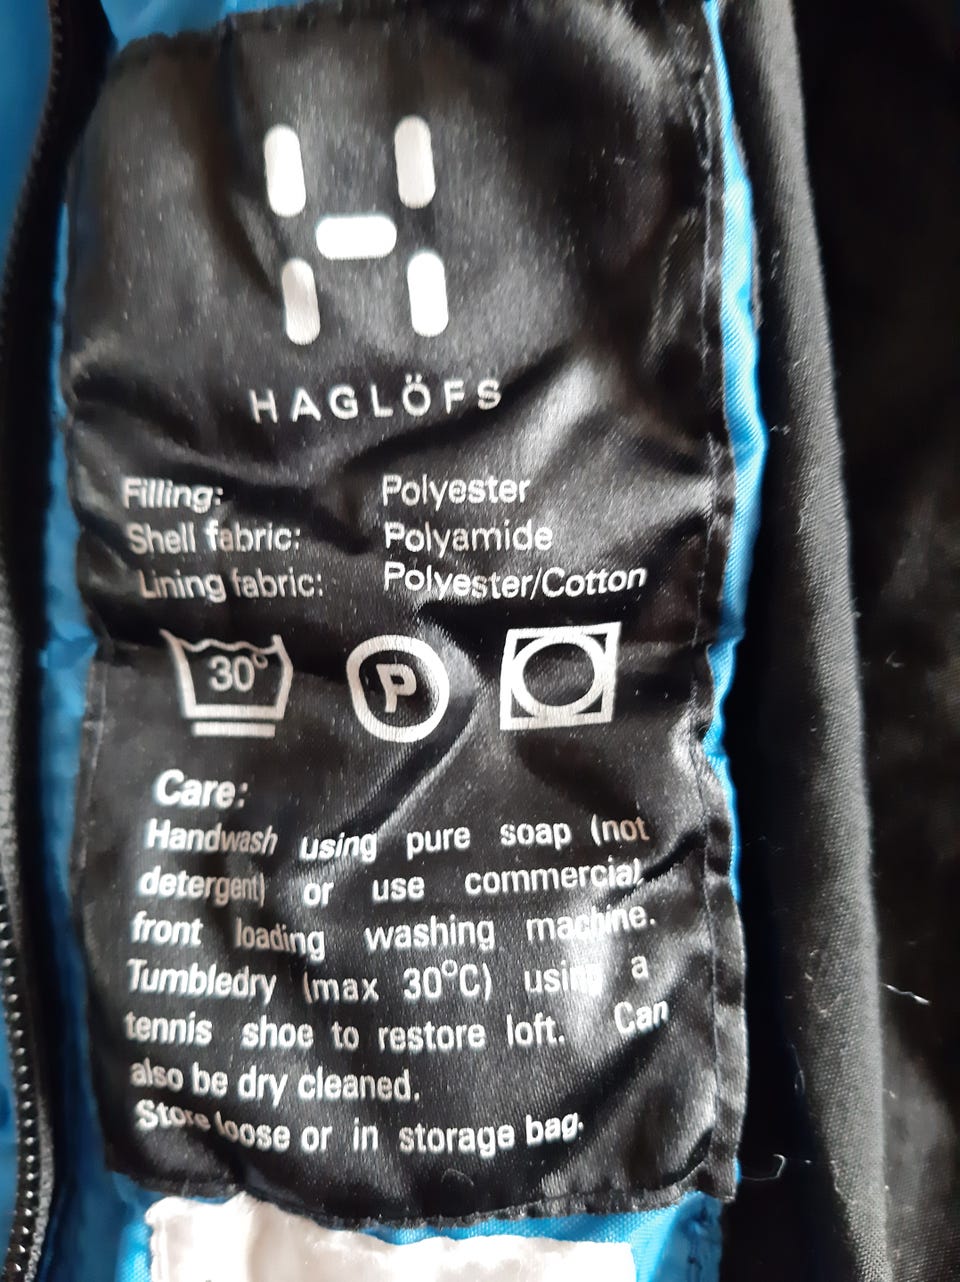 HAGLÖFS
Filling: Polyester
Shell fabric: Polyamide
Lining fabric: Polyester/Cotton
30° P
Care:
Handwash using pure soap (not
detergent) or use commercial
front loading washing machine.
Tumbledry (max 30°C) using a
tennis shoe to restore loft. Can
also be dry cleaned.
Store loose or in storage bag.